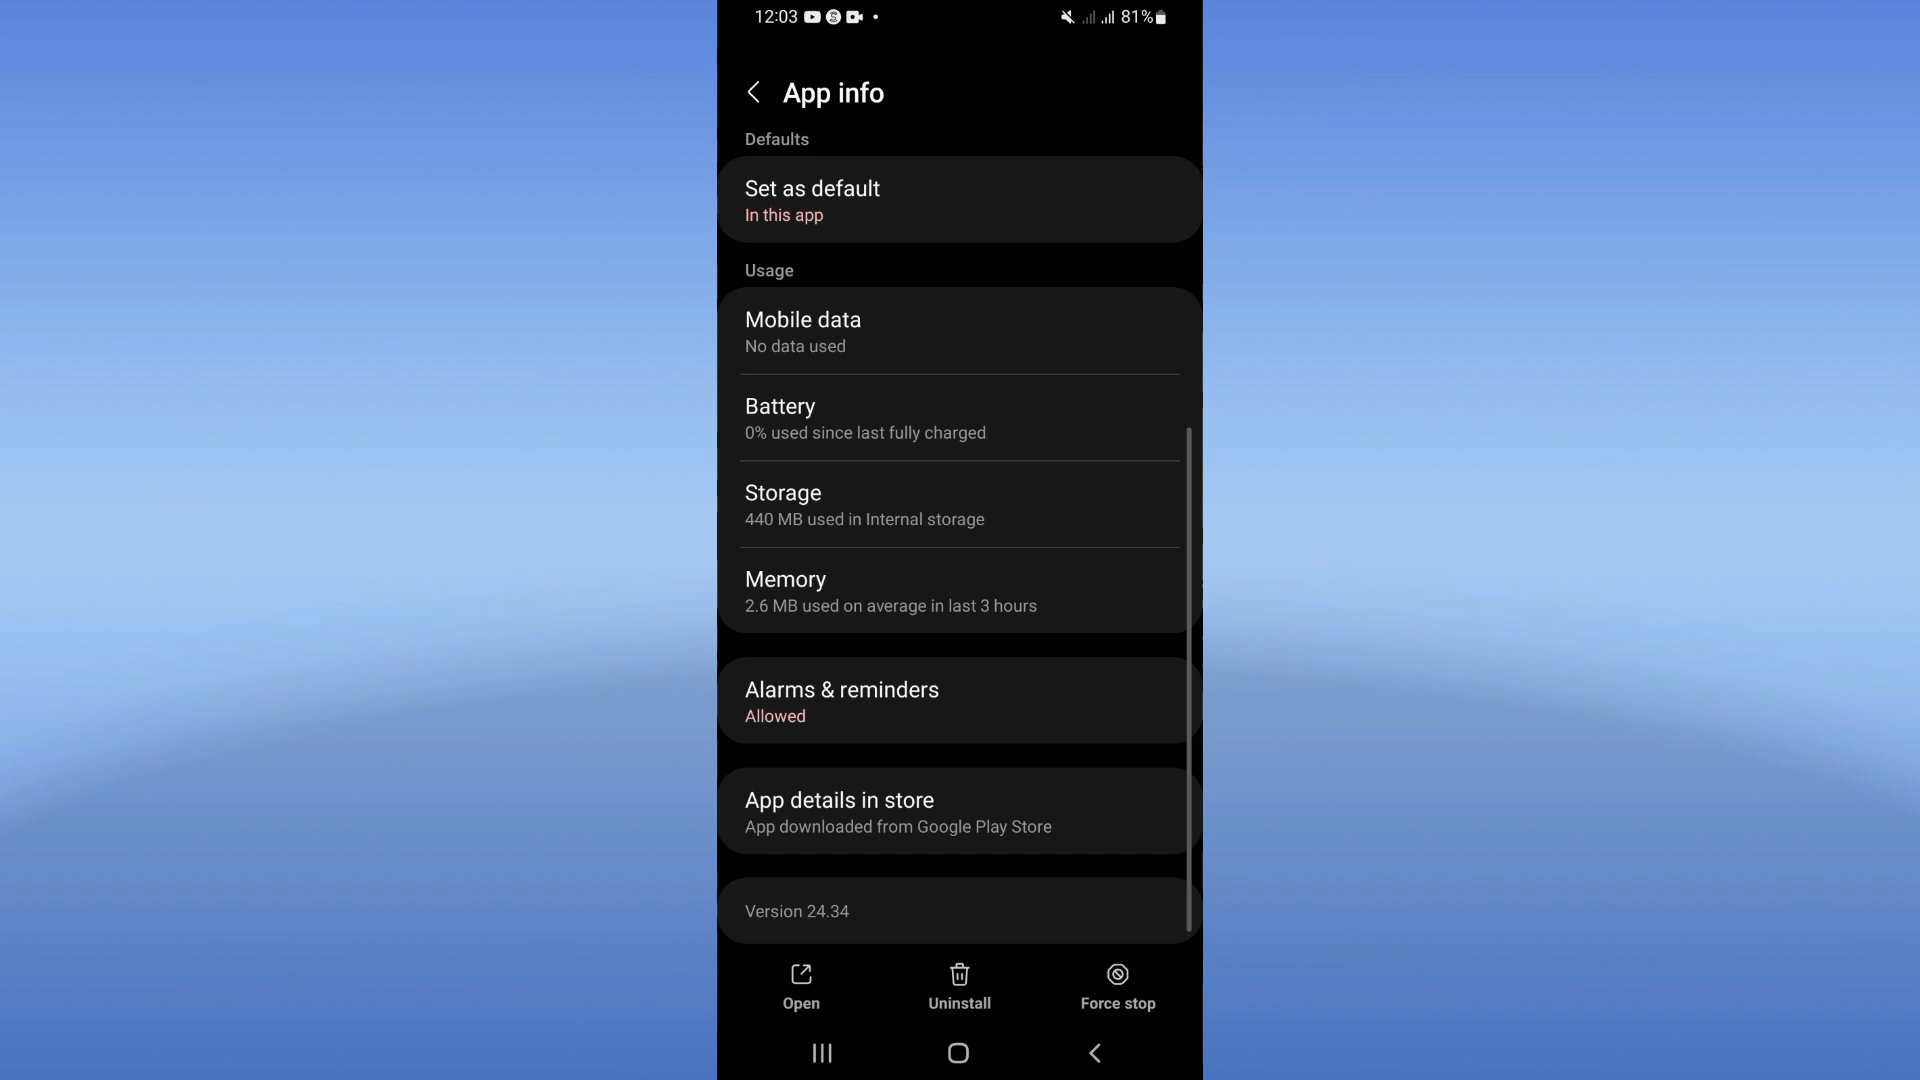 12:03 81%
App info
Defaults
Set as default
In this app
Usage
Mobile data
No data used
Battery
0% used since last fully charged
Storage
440 MB used in Internal storage
Memory
2.6 MB used on average in last 3 hours
Alarms & reminders
Allowed
App details in store
App downloaded from Google Play Store
Version 24.34
Open Uninstall Force stop